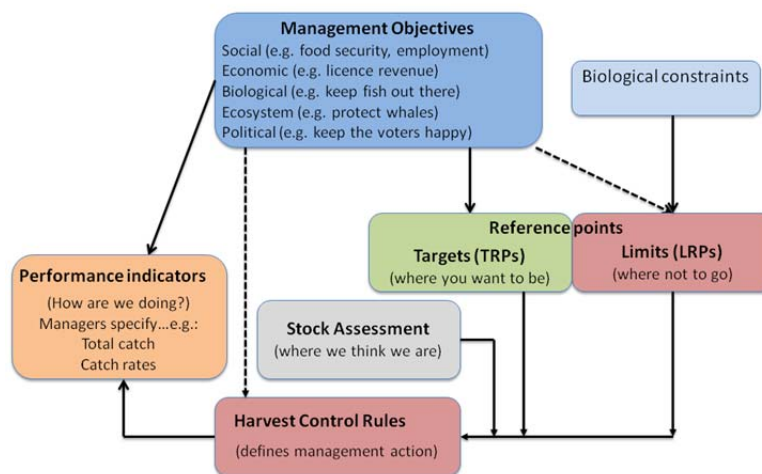 Management Objectives
Social (e.g. food security, employment)
Economic (e.g. licence revenue)
Biological (e.g. keep fish out there)
Ecosystem (e.g. protect whales)
Political (e.g. keep the voters happy)
Biological constraints
Reference points
Targets (TRPs)
(where you want to be)
Limits (LRPs)
(where not to go)
Performance indicators
(How are we doing?)
Managers specify...e.g.:
Total catch
Catch rates
Stock Assessment
(where we think we are)
Harvest Control Rules
(defines management action)